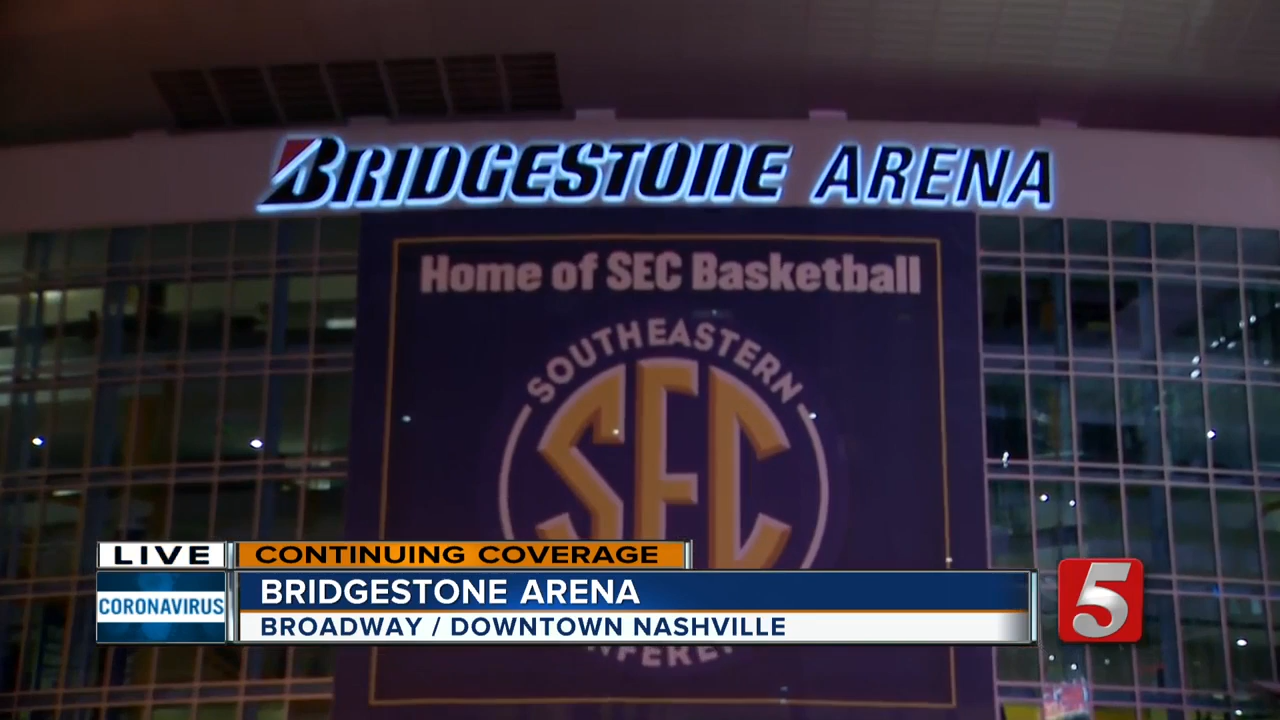 BRIDGESTONE ARENA
Home of SEC Basketball
SOUTHEASTERN
SEC
LIVE
CONTINUING COVERAGE
CORONAVIRUS
BRIDGESTONE ARENA
BROADWAY / DOWNTOWN NASHVILLE
5